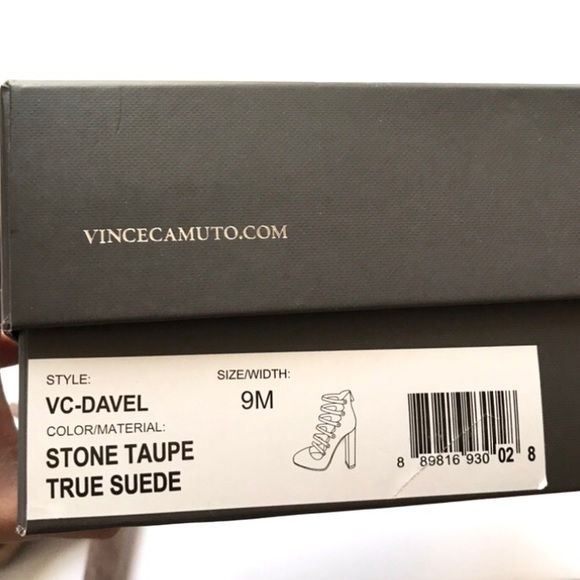 VINCECAMUTO.COM
STYLE:
VC-DAVEL
COLOR/MATERIAL:
STONE TAUPE
TRUE SUEDE
SIZE/WIDTH:
9M
8 89816 930 02 8